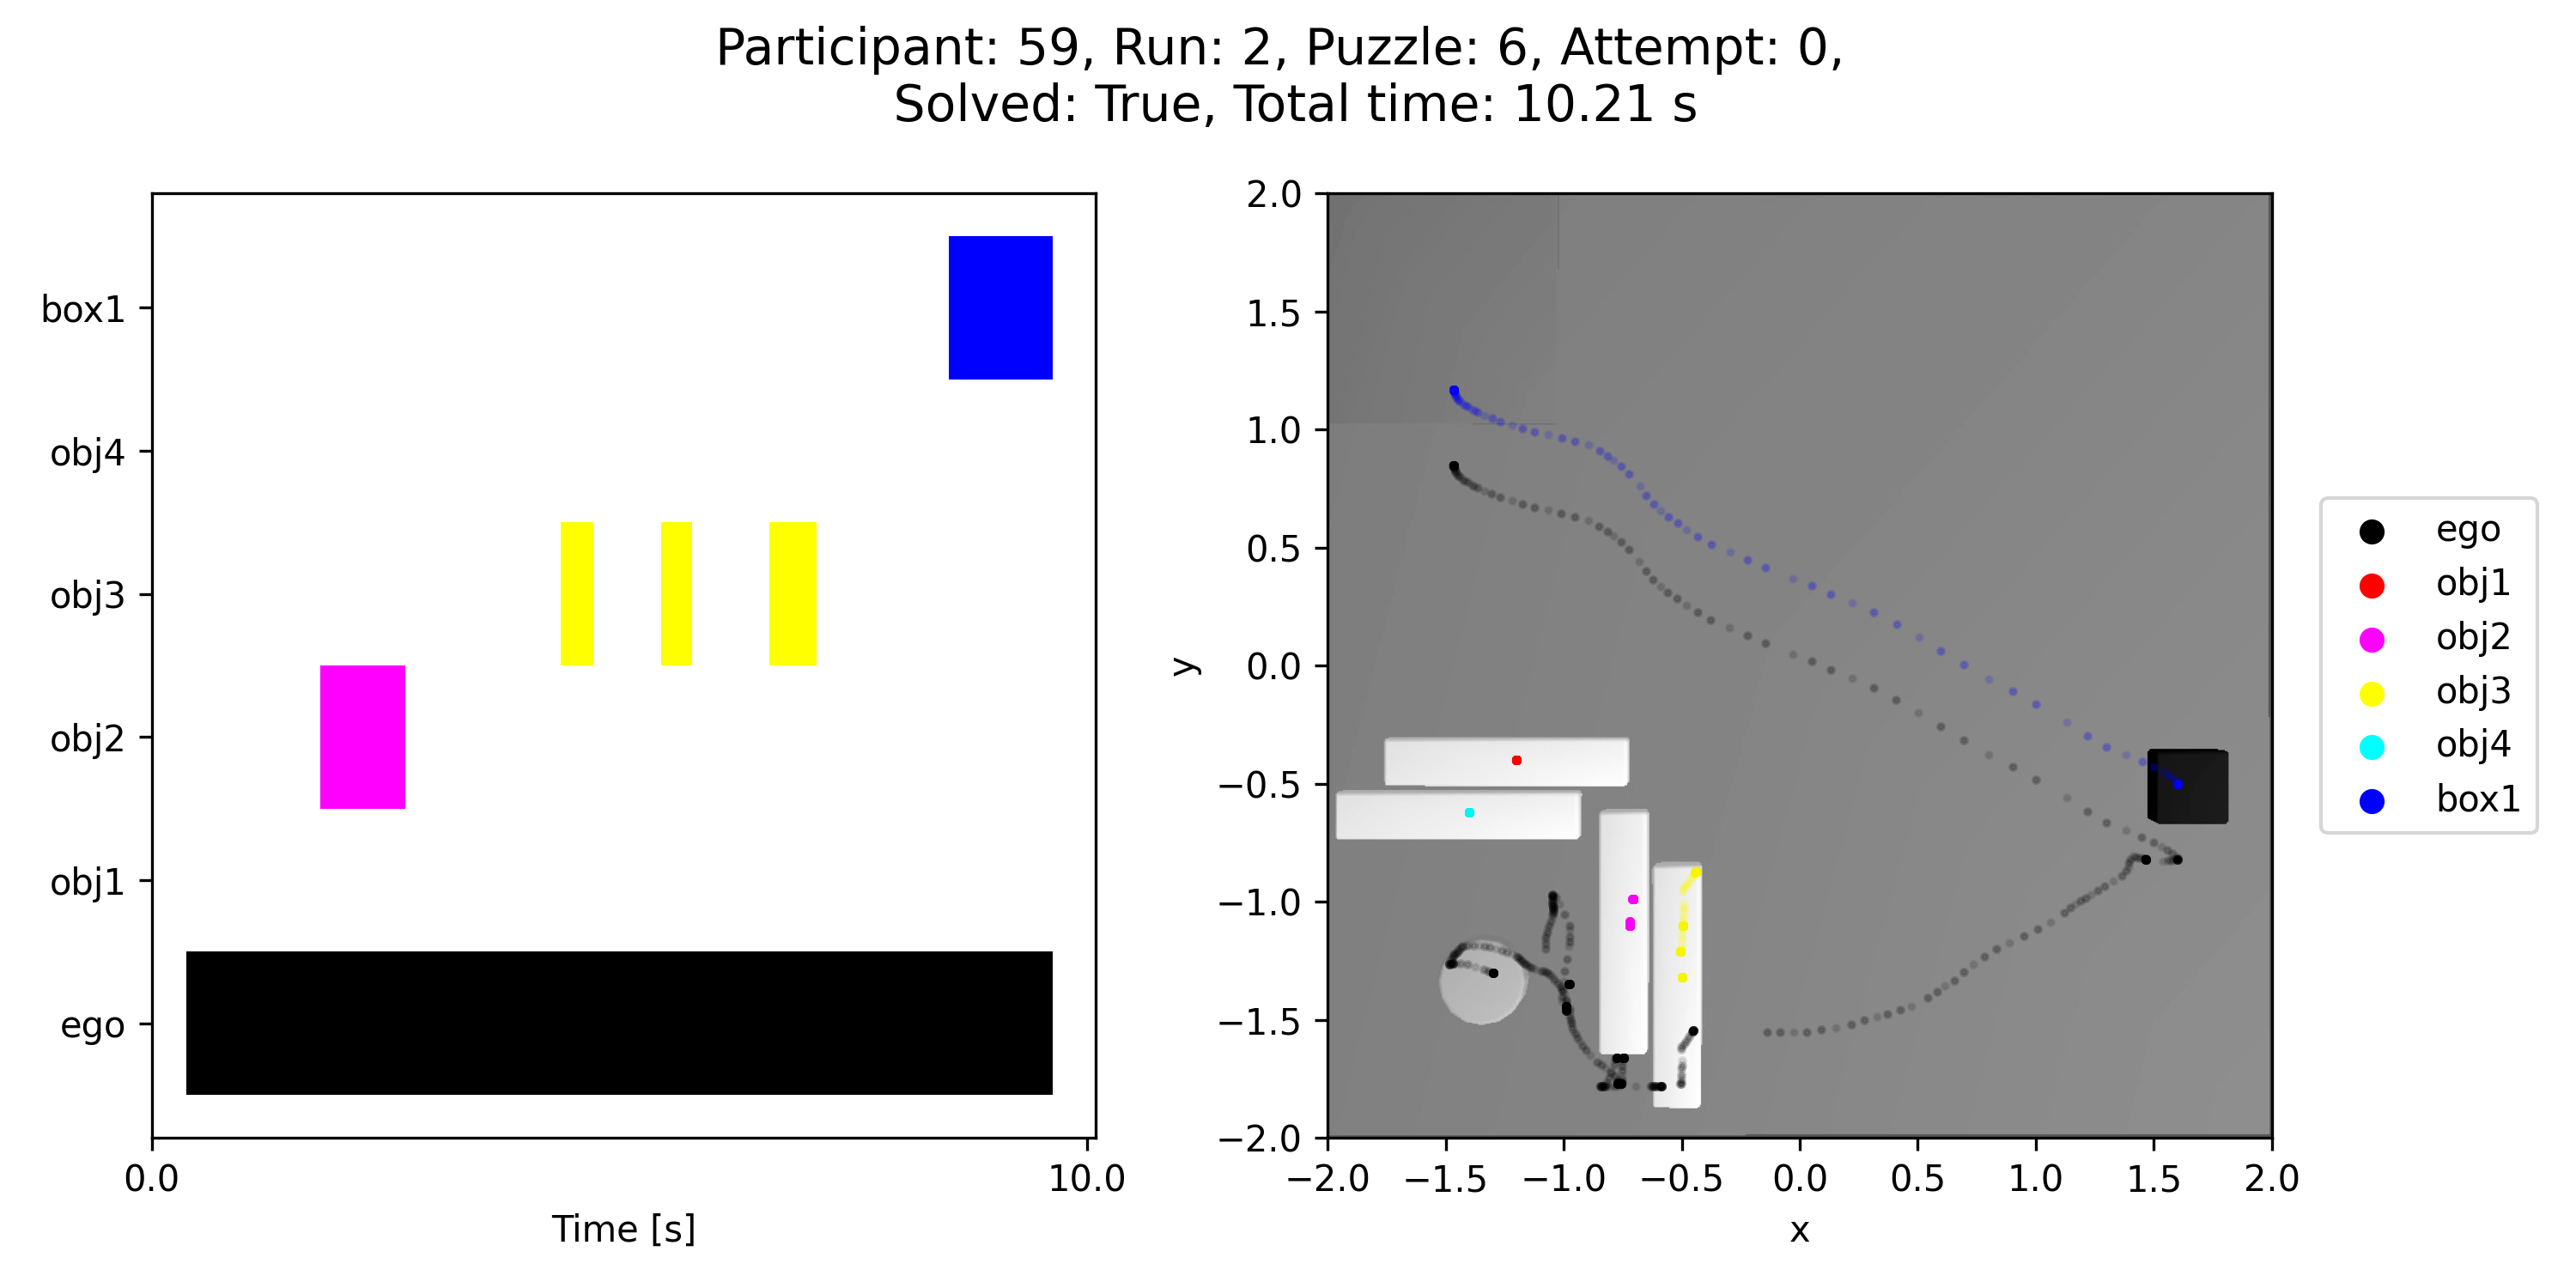 Participant: 59, Run: 2, Puzzle: 6, Attempt: 0,
Solved: True, Total time: 10.21 s
box1
obj4
obj3
obj2
obj1
ego
0.0
10.0
Time [s]
2.0
1.5
1.0
0.5
0.0
−0.5
−1.0
−1.5
−2.0
y
−2.0
−1.5
−1.0
−0.5
0.0
0.5
1.0
1.5
2.0
x
ego
obj1
obj2
obj3
obj4
box1